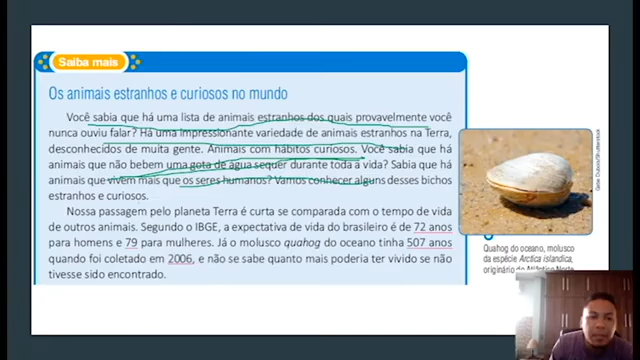 Saiba mais
Os animais estranhos e curiosos no mundo
Você sabia que há uma lista de animais estranhos dos quais provavelmente você
nunca ouviu falar? Há uma impressionante variedade de animais estranhos na Terra,
desconhecidos de muita gente. Animais com hábitos curiosos. Você sabia que há
animais que não bebem uma gota de água sequer durante toda a vida? Sabia que há
animais que vivem mais que os seres humanos? Vamos conhecer alguns desses bichos
estranhos e curiosos.
Nossa passagem pelo planeta Terra é curta se comparada com o tempo de vida
de outros animais. Segundo o IBGE, a expectativa de vida do brasileiro é de 72 anos
para homens e 79 para mulheres. Já o molusco quahog do oceano tinha 507 anos
quando foi coletado em 2006, e não se sabe quanto mais poderia ter vivido se não
tivesse sido encontrado.
Quahog do oceano, molusco
da espécie Arctica islandica,
originário do Atlântico Norte